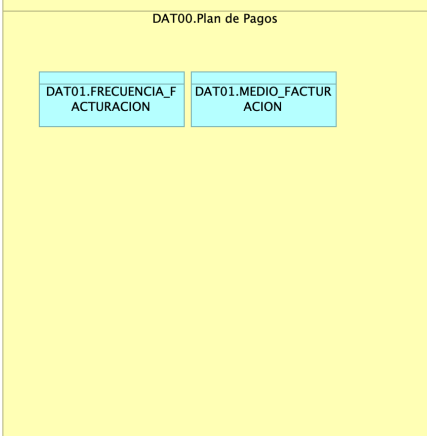 DAT00.Plan de Pagos
DAT01.FRECUENCIA_F
ACTURACION
DAT01.MEDIO_FACTUR
ACION